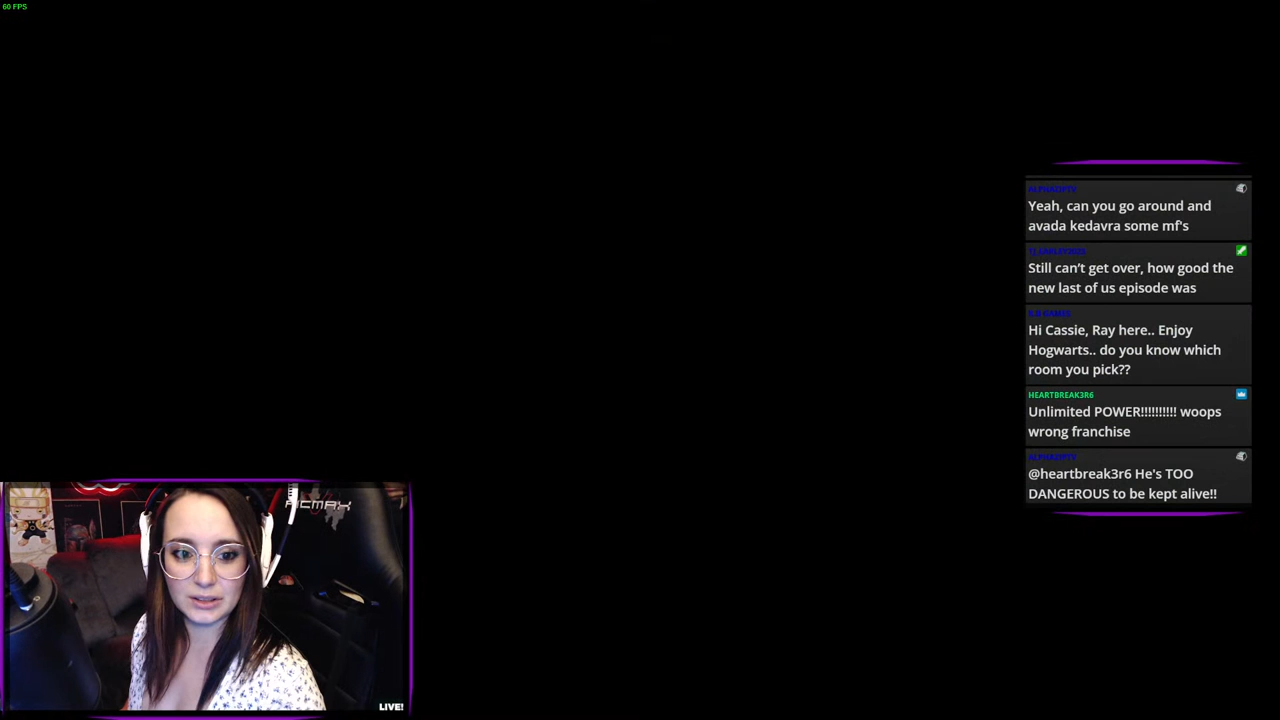 60 FPS
Yeah, can you go around and
avada kedavra some mf's
Still can't get over, how good the
new last of us episode was
Hi Cassie, Ray here.. Enjoy
Hogwarts.. do you know which
room you pick??
HEARTBREAK3R6
Unlimited POWER!!!!!!!!!! woops
wrong franchise
@heartbreak3r6 He's TOO
DANGEROUS to be kept alive!!
LIVE!